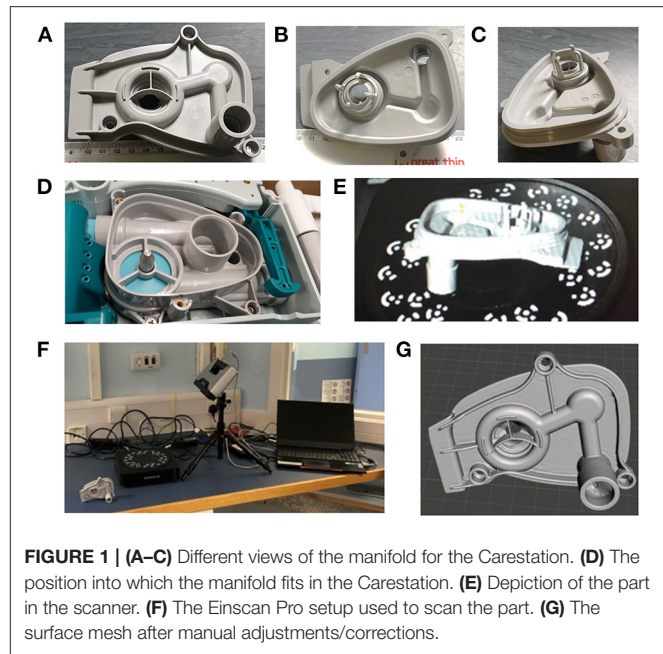 A
B
C
great thin
D
E
F
G
FIGURE 1 | (A–C) Different views of the manifold for the Carestation. (D) The
position into which the manifold fits in the Carestation. (E) Depiction of the part
in the scanner. (F) The Einscan Pro setup used to scan the part. (G) The
surface mesh after manual adjustments/corrections.